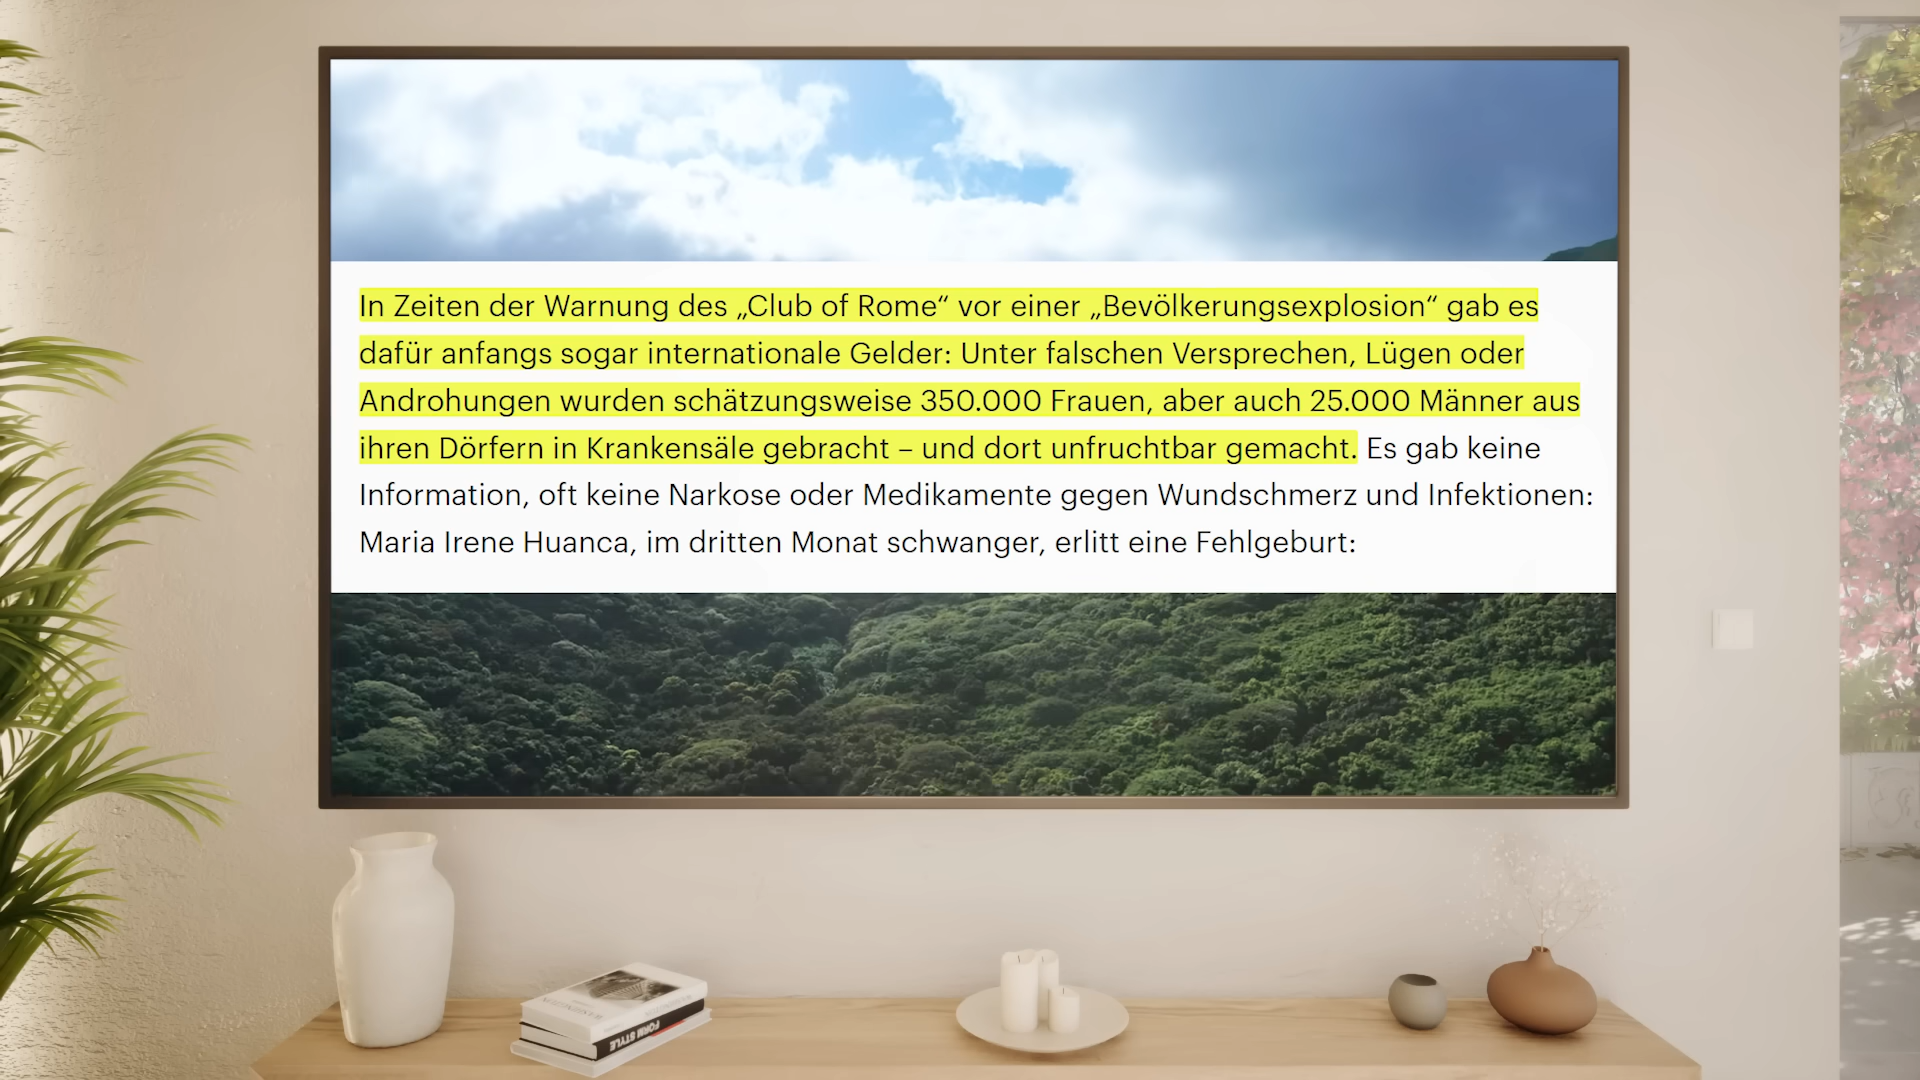 In Zeiten der Warnung des „Club of Rome“ vor einer „Bevölkerungsexplosion“ gab es
dafür anfangs sogar internationale Gelder: Unter falschen Versprechen, Lügen oder
Androhungen wurden schätzungsweise 350.000 Frauen, aber auch 25.000 Männer aus
ihren Dörfern in Krankensäle gebracht – und dort unfruchtbar gemacht. Es gab keine
Information, oft keine Narkose oder Medikamente gegen Wundschmerz und Infektionen:
Maria Irene Huanca, im dritten Monat schwanger, erlitt eine Fehlgeburt:
FORM STYLE